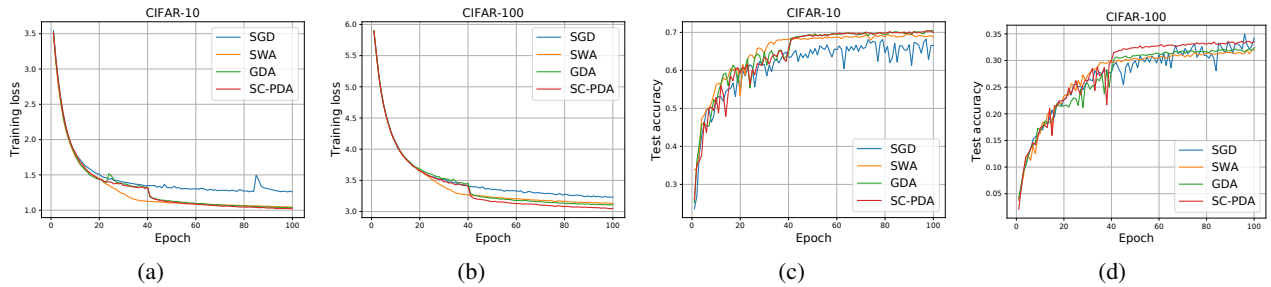 CIFAR-10
Training loss
3.5
3.0
2.5
2.0
1.5
1.0
SGD
SWA
GDA
SC-PDA
0 20 40 60 80 100
Epoch
(a)
CIFAR-100
Training loss
6.0
5.5
5.0
4.5
4.0
3.5
3.0
SGD
SWA
GDA
SC-PDA
0 20 40 60 80 100
Epoch
(b)
CIFAR-10
Test accuracy
0.7
0.6
0.5
0.4
0.3
SGD
SWA
GDA
SC-PDA
0 20 40 60 80 100
Epoch
(c)
CIFAR-100
Test accuracy
0.35
0.30
0.25
0.20
0.15
0.10
0.05
SGD
SWA
GDA
SC-PDA
0 20 40 60 80 100
Epoch
(d)